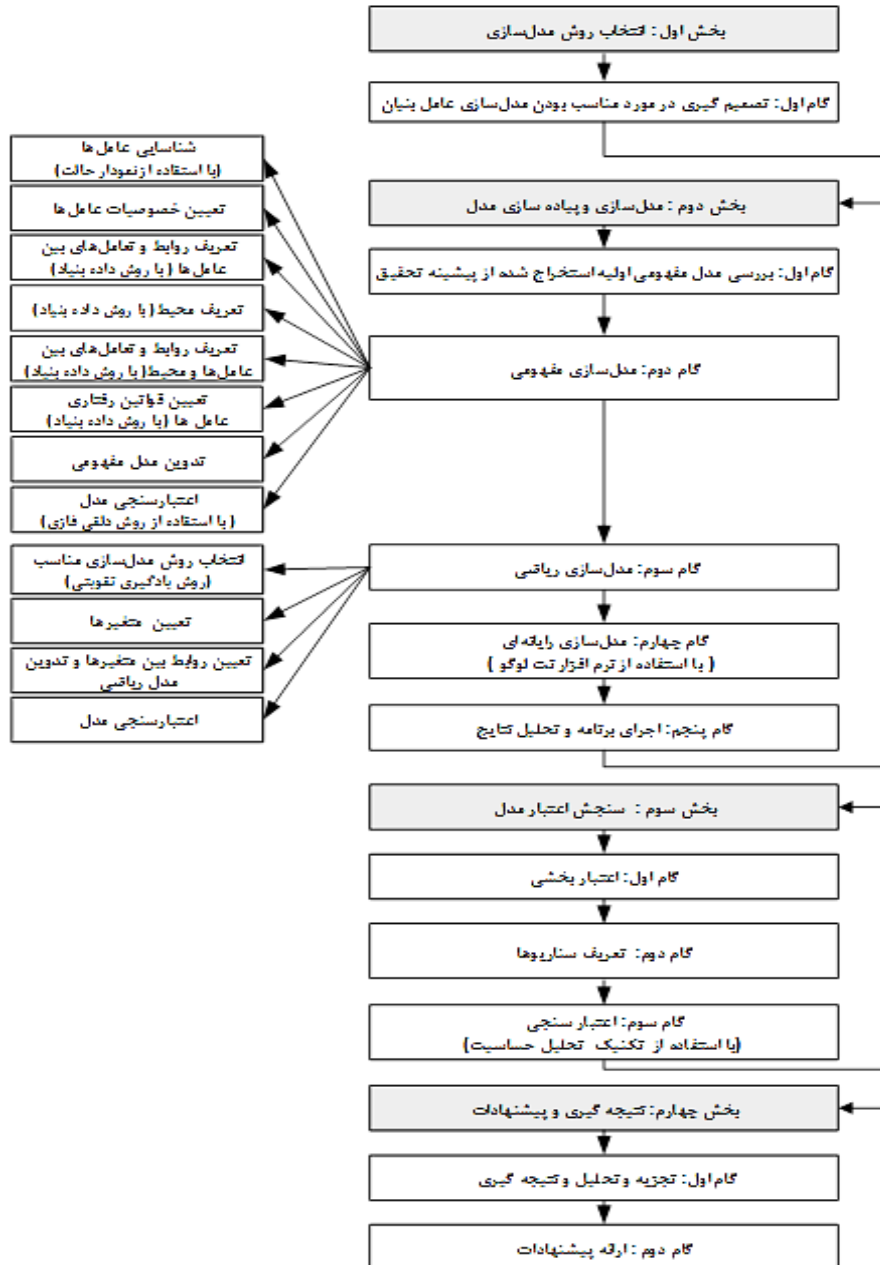 بخش اول: انتخاب روش مدل‌سازی
گام اول: تصمیم گیری در مورد مناسب بودن مدل‌سازی عامل بنیان
بخش دوم: مدل‌سازی و پیاده سازی مدل
گام اول: بررسی مدل مفهومی اولیه استخراج شده از پیشینه تحقیق
گام دوم: مدل‌سازی مفهومی
شناسایی عامل‌ها
(با استفاده از نمودار حالت)
تعیین خصوصیات عامل‌ها
تعریف روابط و تعامل‌های بین
عامل‌ها (با روش داده بنیاد)
تعریف محیط (با روش داده بنیاد)
تعریف روابط و تعامل‌های بین
عامل‌ها و محیط (با روش داده بنیاد)
تعیین قوانین رفتاری
عامل ها (با روش داده بنیاد)
تدوین مدل مفهومی
اعتبارسنجی مدل
(با استفاده از روش دلفی فازی)
گام سوم: مدل‌سازی ریاضی
انتخاب روش مدل‌سازی مناسب
(روش یادگیری تقویتی)
تعیین متغیرها
تعیین روابط بین متغیرها و تدوین
مدل ریاضی
اعتبارسنجی مدل
گام چهارم: مدل‌سازی رایانه‌ای
(با استفاده از نرم افزار نت لوگو)
گام پنجم: اجرای برنامه و تحلیل نتایج
بخش سوم: سنجش اعتبار مدل
گام اول: اعتبار بخشی
گام دوم: تعریف سناریوها
گام سوم: اعتبار سنجی
(با استفاده از تکنیک تحلیل حساسیت)
بخش چهارم: نتیجه گیری و پیشنهادات
گام اول: تجزیه و تحلیل و نتیجه گیری
گام دوم: ارائه پیشنهادات